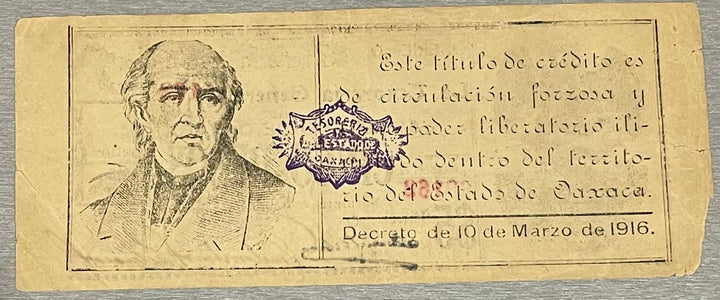 Este título de crédito es
de circulación forzosa y
poder liberatorio ili-
do dentro del territo-
rio del Estado de Oaxaca.
Decreto de 10 de Marzo de 1916.
TESORERIA
DEL ESTADO DE
OAXACA